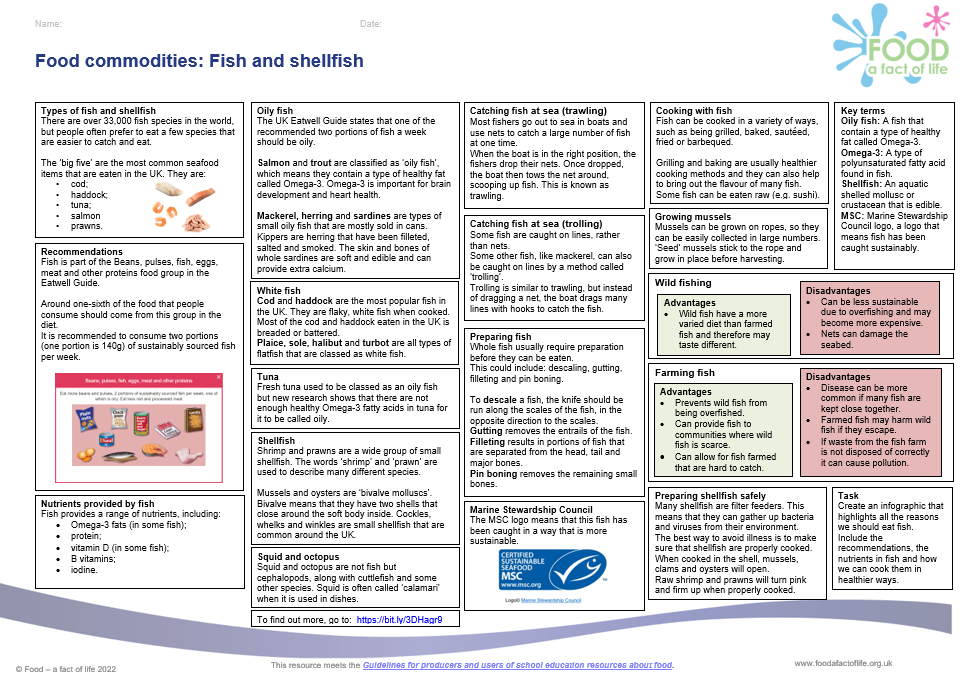 Name:
Date:
FOOD
a fact of life
Food commodities: Fish and shellfish
Types of fish and shellfish
There are over 33,000 fish species in the world,
but people often prefer to eat a few species that
are easier to catch and eat.
The 'big five' are the most common seafood
items that are eaten in the UK. They are:
• cod;
• haddock;
• tuna;
• salmon
• prawns.
Recommendations
Fish is part of the Beans, pulses, fish, eggs,
meat and other proteins food group in the
Eatwell Guide.
Around one-sixth of the food that people
consume should come from this group in the
diet.
It is recommended to consume two portions
(one portion is 140g) of sustainably sourced fish
per week.
Beans, pulses, fish, eggs, meat and other proteins
Eat more beans and pulses, 2 portions of sustainably sourced fish per week, one of
which is oily. Eat less red and processed meat
Nutrients provided by fish
Fish provides a range of nutrients, including:
• Omega-3 fats (in some fish);
• protein;
• vitamin D (in some fish);
• B vitamins;
• iodine.
Oily fish
The UK Eatwell Guide states that one of the
recommended two portions of fish a week
should be oily.
Salmon and trout are classified as 'oily fish',
which means they contain a type of healthy fat
called Omega-3. Omega-3 is important for brain
development and heart health.
Mackerel, herring and sardines are types of
small oily fish that are mostly sold in cans.
Kippers are herring that have been filleted,
salted and smoked. The skin and bones of
whole sardines are soft and edible and can
provide extra calcium.
White fish
Cod and haddock are the most popular fish in
the UK. They are flaky, white fish when cooked.
Most of the cod and haddock eaten in the UK is
breaded or battered.
Plaice, sole, halibut and turbot are all types of
flatfish that are classed as white fish.
Tuna
Fresh tuna used to be classed as an oily fish
but new research shows that there are not
enough healthy Omega-3 fatty acids in tuna for
it to be called oily.
Shellfish
Shrimp and prawns are a wide group of small
shellfish. The words 'shrimp' and 'prawn' are
used to describe many different species.
Mussels and oysters are 'bivalve molluscs'.
Bivalve means that they have two shells that
close around the soft body inside. Cockles,
whelks and winkles are small shellfish that are
common around the UK.
Squid and octopus
Squid and octopus are not fish but
cephalopods, along with cuttlefish and some
other species. Squid is often called 'calamari'
when it is used in dishes.
To find out more, go to: https://bit.ly/3DHagr9
Catching fish at sea (trawling)
Most fishers go out to sea in boats and
use nets to catch a large number of fish
at one time.
When the boat is in the right position, the
fishers drop their nets. Once dropped,
the boat then tows the net around,
scooping up fish. This is known as
trawling.
Catching fish at sea (trolling)
Some fish are caught on lines, rather
than nets.
Some other fish, like mackerel, can also
be caught on lines by a method called
'trolling'.
Trolling is similar to trawling, but instead
of dragging a net, the boat drags many
lines with hooks to catch the fish.
Preparing fish
Whole fish usually require preparation
before they can be eaten.
This could include: descaling, gutting,
filleting and pin boning.
To descale a fish, the knife should be
run along the scales of the fish, in the
opposite direction to the scales.
Gutting removes the entrails of the fish.
Filleting results in portions of fish that
are separated from the head, tail and
major bones.
Pin boning removes the remaining small
bones.
Marine Stewardship Council
The MSC logo means that this fish has
been caught in a way that is more
sustainable.
CERTIFIED
SUSTAINABLE
SEAFOOD
MSC
www.msc.org
Logo© Marine Stewardship Council
Cooking with fish
Fish can be cooked in a variety of ways,
such as being grilled, baked, sautéed,
fried or barbequed.
Grilling and baking are usually healthier
cooking methods and they can also help
to bring out the flavour of many fish.
Some fish can be eaten raw (e.g. sushi).
Growing mussels
Mussels can be grown on ropes, so they
can be easily collected in large numbers.
'Seed' mussels stick to the rope and
grow in place before harvesting.
Key terms
Oily fish: A fish that
contain a type of healthy
fat called Omega-3.
Omega-3: A type of
polyunsaturated fatty acid
found in fish.
Shellfish: An aquatic
shelled mollusc or
crustacean that is edible.
MSC: Marine Stewardship
Council logo, a logo that
means fish has been
caught sustainably.
Wild fishing
Advantages
• Wild fish have a more
varied diet than farmed
fish and therefore may
taste different.
Disadvantages
• Can be less sustainable
due to overfishing and may
become more expensive.
• Nets can damage the
seabed.
Farming fish
Advantages
• Prevents wild fish from
being overfished.
• Can provide fish to
communities where wild
fish is scarce.
• Can allow for fish farmed
that are hard to catch.
Disadvantages
• Disease can be more
common if many fish are
kept close together.
• Farmed fish may harm wild
fish if they escape.
• If waste from the fish farm
is not disposed of correctly
it can cause pollution.
Preparing shellfish safely
Many shellfish are filter feeders. This
means that they can gather up bacteria
and viruses from their environment.
The best way to avoid illness is to make
sure that shellfish are properly cooked.
When cooked in the shell, mussels,
clams and oysters will open.
Raw shrimp and prawns will turn pink
and firm up when properly cooked.
Task
Create an infographic that
highlights all the reasons
we should eat fish.
Include the
recommendations, the
nutrients in fish and how
we can cook them in
healthier ways.
© Food – a fact of life 2022
This resource meets the Guidelines for producers and users of school education resources about food.
www.foodafactoflife.org.uk